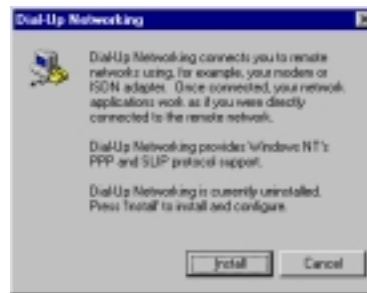 Dial-Up Networking
Dial-Up Networking connects you to remote
networks using, for example, your modem or
ISDN adapter.  Once connected, your network
applications work as if you were directly
connected to the remote network.
Dial-Up Networking provides Windows NT's
PPP and SLIP protocol support.
Dial-Up Networking is currently uninstalled.
Press 'Install' to install and configure.
Install
Cancel